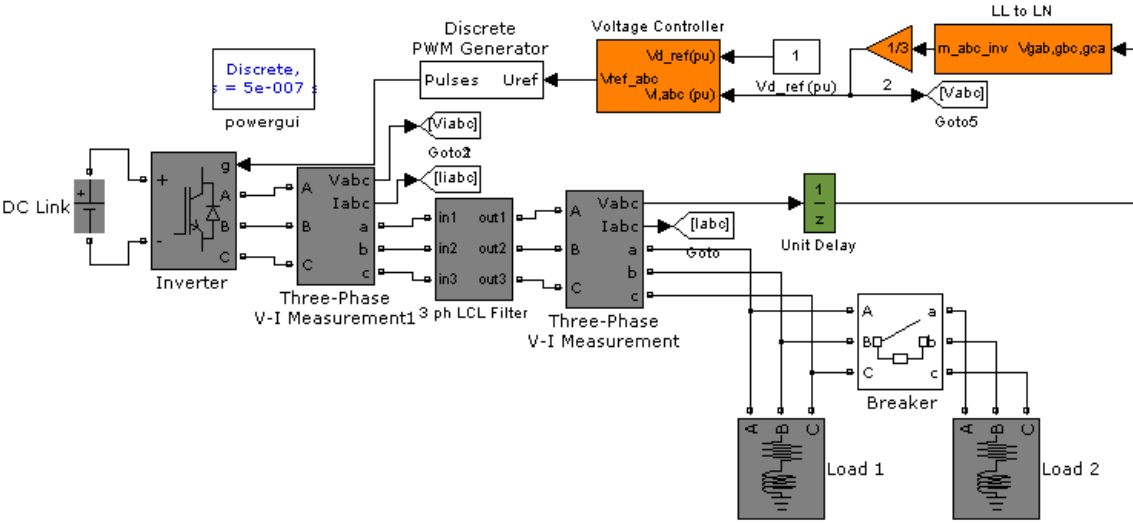 LL to LN
Voltage Controller
Discrete
PWM Generator
Discrete,
s = 5e-007 s
powergui
Pulses Uref
Vref_abc
Vd_ref(pu)
VI,abc (pu)
1
Vd_ref (pu)
1/3
2
m_abc_inv Vgab,gbc,gca
[Vabc]
Goto5
[Viabc]
[Iiabc]
DC Link
+
+
-
g
A
B
C
Inverter
A
B
C
Vabc
Iabc
a
b
c
Three-Phase
V-I Measurement1
in1 out1
in2 out2
in3 out3
3 ph LCL Filter
A
B
C
Vabc
Iabc
a
b
c
Three-Phase
V-I Measurement
[Iabc]
Goto
1
z
Unit Delay
A a
B b
C c
Breaker
A B C
Load 1
A B C
Load 2